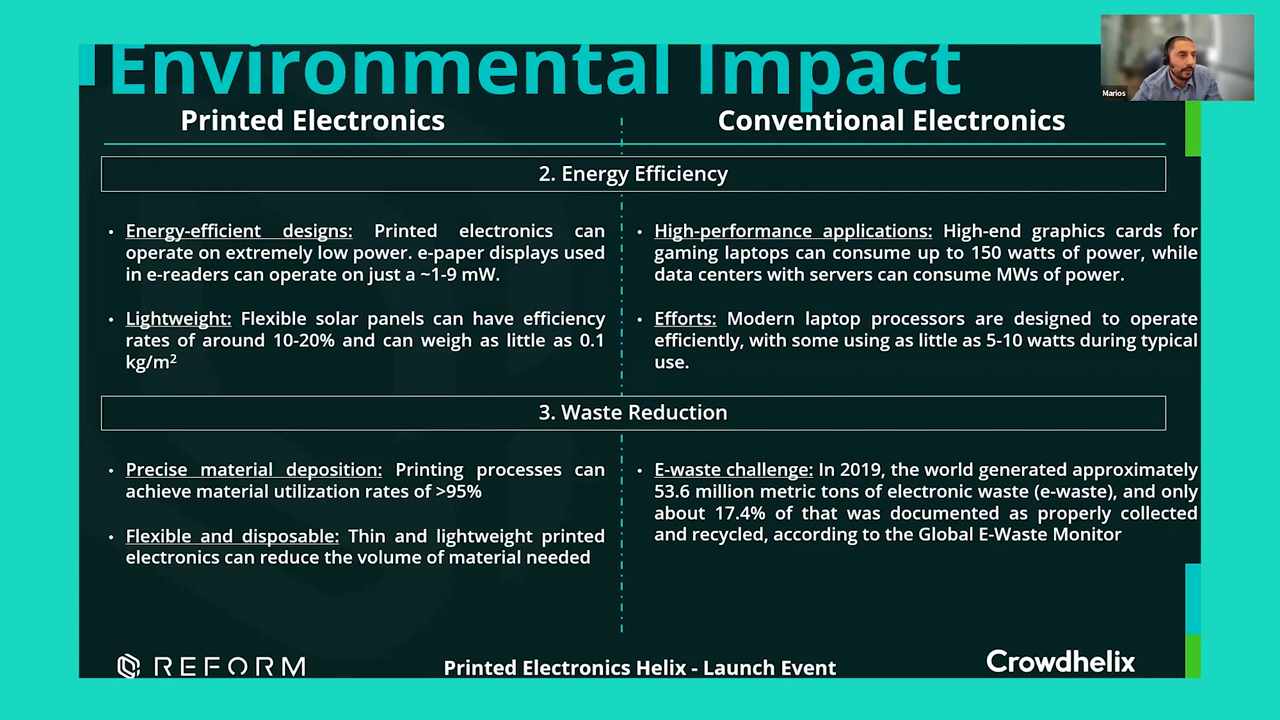 Environmental Impact
Marios
Printed Electronics
Conventional Electronics
2. Energy Efficiency
• Energy-efficient designs: Printed electronics can
operate on extremely low power. e-paper displays used
in e-readers can operate on just a ~1-9 mW.
• Lightweight: Flexible solar panels can have efficiency
rates of around 10-20% and can weigh as little as 0.1
kg/m²
• High-performance applications: High-end graphics cards for
gaming laptops can consume up to 150 watts of power, while
data centers with servers can consume MWs of power.
• Efforts: Modern laptop processors are designed to operate
efficiently, with some using as little as 5-10 watts during typical
use.
3. Waste Reduction
• Precise material deposition: Printing processes can
achieve material utilization rates of >95%
• Flexible and disposable: Thin and lightweight printed
electronics can reduce the volume of material needed
• E-waste challenge: In 2019, the world generated approximately
53.6 million metric tons of electronic waste (e-waste), and only
about 17.4% of that was documented as properly collected
and recycled, according to the Global E-Waste Monitor
REFORM
Printed Electronics Helix - Launch Event
Crowdhelix